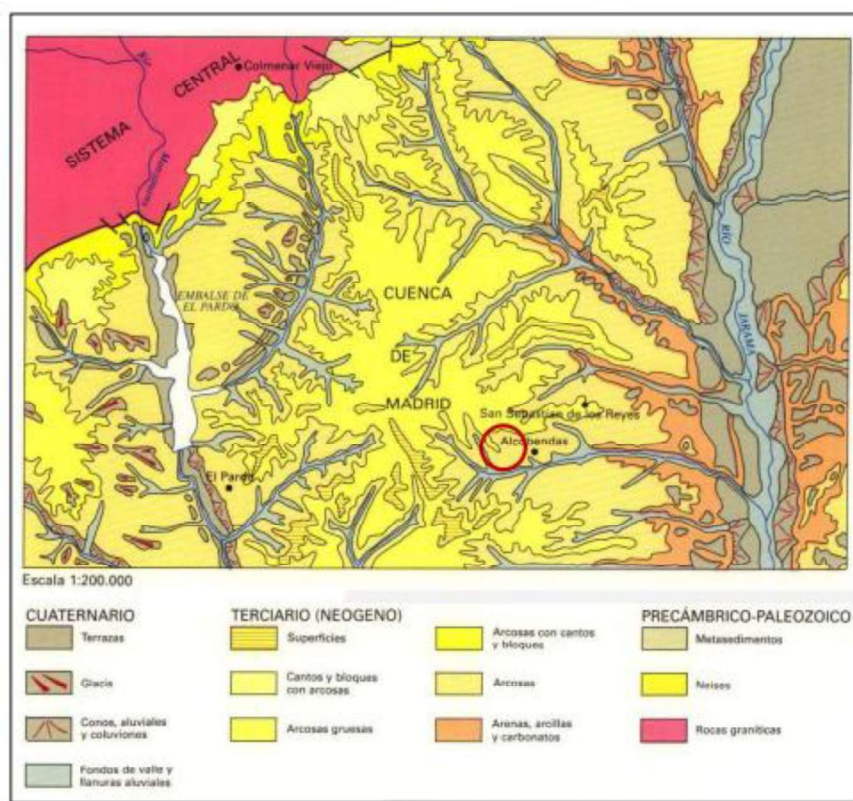 SISTEMA
CENTRAL
RÍO
Manzanares
Colmenar Viejo
EMBALSE DE
EL PARDO
CUENCA
DE
MADRID
RÍO
JARAMA
San Sebastián de los Reyes
Alcobendas
El Pardo
Escala 1:200.000
CUATERNARIO
Terrazas
Glacis
Conos, aluviales
y coluviones
Fondos de valle y
llanuras aluviales
TERCIARIO (NEOGENO)
Superficies
Cantos y bloques
con arcosas
Arcosas gruesas
Arcosas con cantos
y bloques
Arcosas
Arenas, arcillas
y carbonatos
PRECÁMBRICO-PALEOZOICO
Metasedimentos
Neises
Rocas graníticas